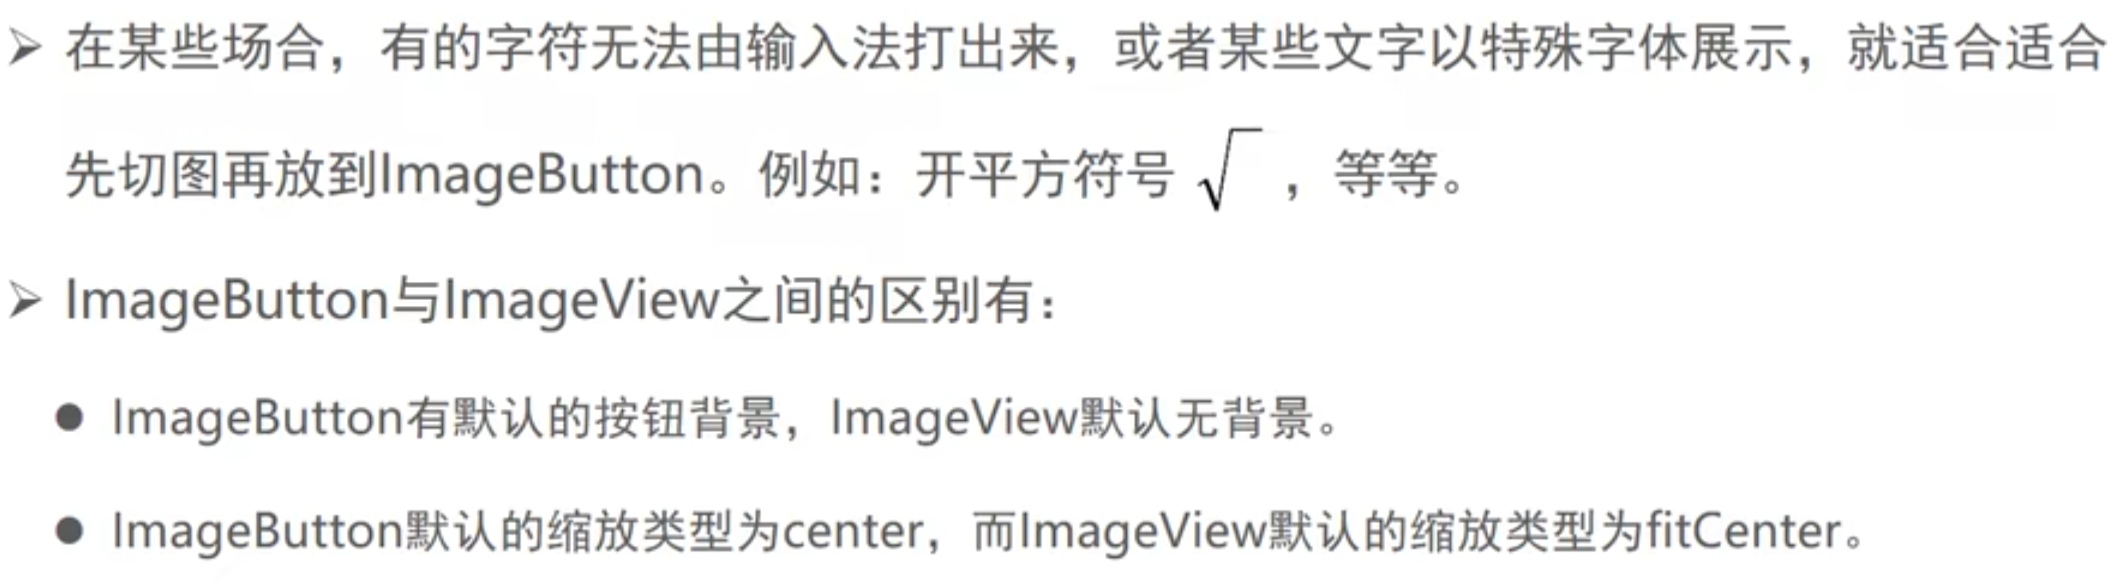 ➢ 在某些场合，有的字符无法由输入法打出来，或者某些文字以特殊字体展示，就适合适合
先切图再放到ImageButton。例如：开平方符号 √ ，等等。
➢ ImageButton与ImageView之间的区别有：
● ImageButton有默认的按钮背景，ImageView默认无背景。
● ImageButton默认的缩放类型为center，而ImageView默认的缩放类型为fitCenter。